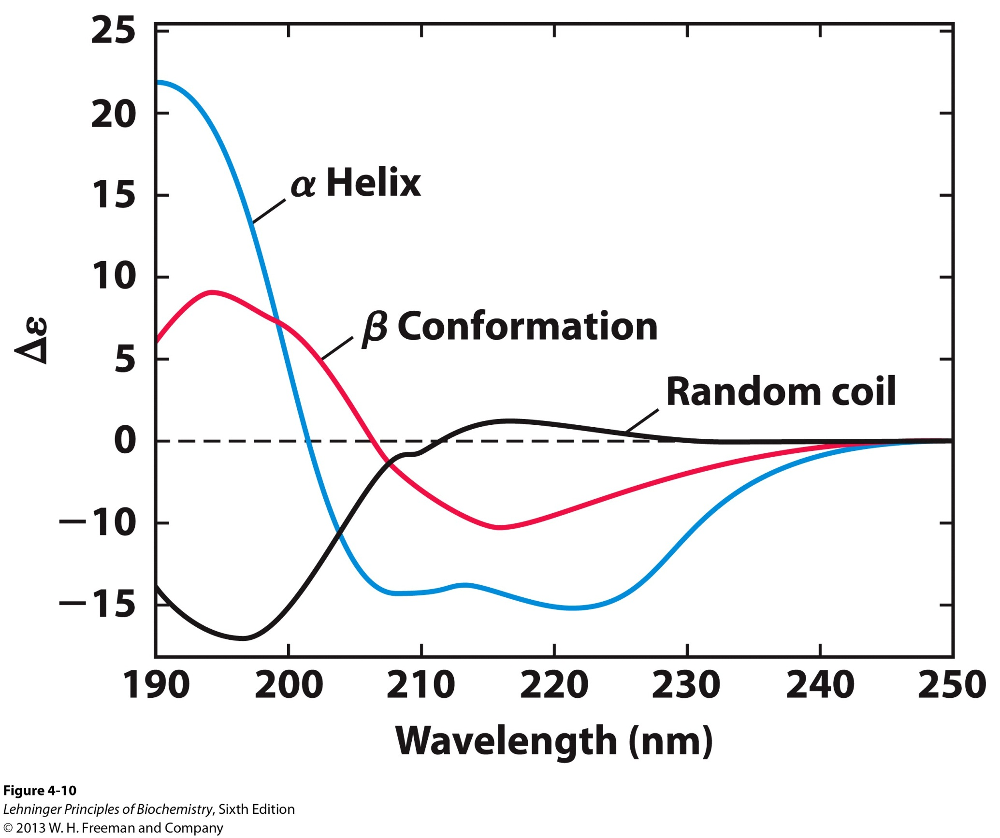 25
20
15
10
5
0
−10
−15
Δε
α Helix
β Conformation
Random coil
190 200 210 220 230 240 250
Wavelength (nm)
Figure 4-10
Lehninger Principles of Biochemistry, Sixth Edition
© 2013 W. H. Freeman and Company